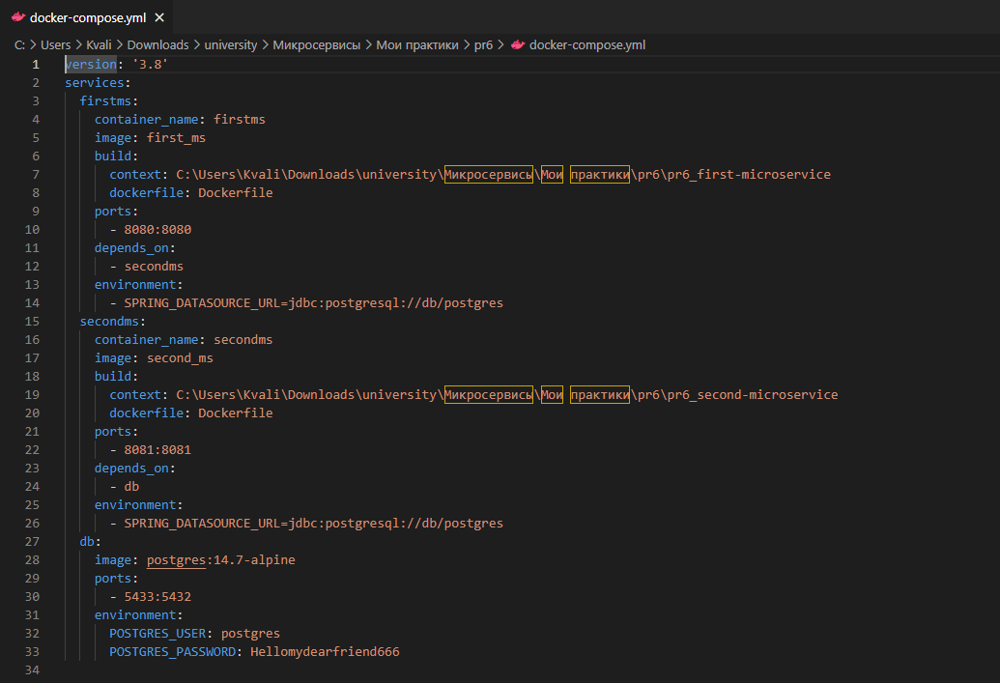 docker-compose.yml
C: > Users > Kvali > Downloads > university > Микросервисы > Мои практики > pr6 > docker-compose.yml
1 version: '3.8'
2 services:
3   firstms:
4     container_name: firstms
5     image: first_ms
6     build:
7       context: C:\Users\Kvali\Downloads\university\Микросервисы\Мои практики\pr6\pr6_first-microservice
8       dockerfile: Dockerfile
9     ports:
10       - 8080:8080
11     depends_on:
12       - secondms
13     environment:
14       - SPRING_DATASOURCE_URL=jdbc:postgresql://db/postgres
15   secondms:
16     container_name: secondms
17     image: second_ms
18     build:
19       context: C:\Users\Kvali\Downloads\university\Микросервисы\Мои практики\pr6\pr6_second-microservice
20       dockerfile: Dockerfile
21     ports:
22       - 8081:8081
23     depends_on:
24       - db
25     environment:
26       - SPRING_DATASOURCE_URL=jdbc:postgresql://db/postgres
27   db:
28     image: postgres:14.7-alpine
29     ports:
30       - 5433:5432
31     environment:
32       POSTGRES_USER: postgres
33       POSTGRES_PASSWORD: Hellomydearfriend666
34